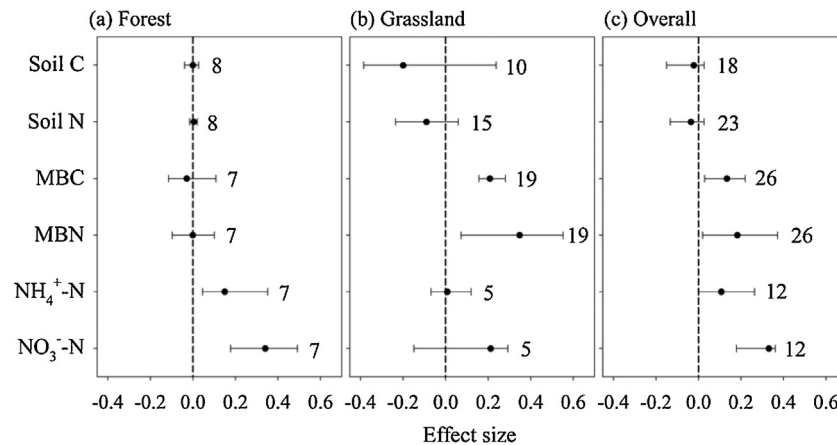 (a) Forest (b) Grassland (c) Overall
Soil C 8 10 18
Soil N 8 15 23
MBC 7 19 26
MBN 7 19 26
NH₄⁺-N 7 5 12
NO₃⁻-N 7 5 12
-0.4 -0.2 0.0 0.2 0.4 0.6 -0.4 -0.2 0.0 0.2 0.4 0.6 -0.4 -0.2 0.0 0.2 0.4 0.6
Effect size